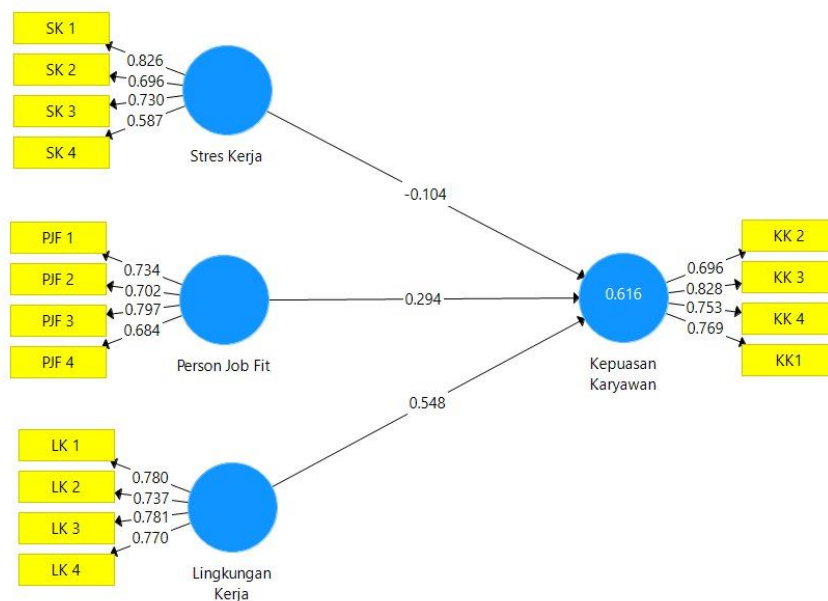 SK 1
SK 2
SK 3
SK 4
0.826
0.696
0.730
0.587
Stres Kerja
-0.104
PJF 1
PJF 2
PJF 3
PJF 4
0.734
0.702
0.797
0.684
Person Job Fit
0.294
LK 1
LK 2
LK 3
LK 4
0.780
0.737
0.781
0.770
Lingkungan
Kerja
0.548
0.616
Kepuasan
Karyawan
0.696
0.828
0.753
0.769
KK 2
KK 3
KK 4
KK1